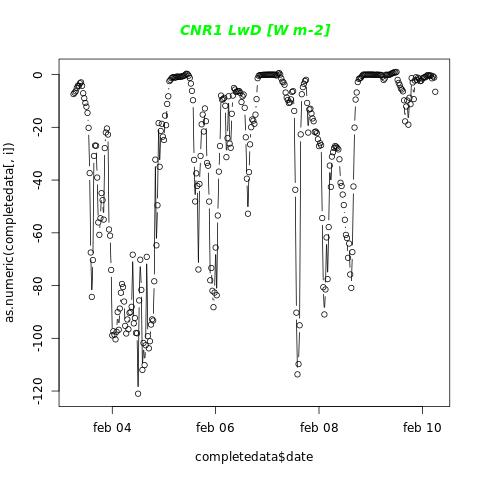 CNR1 LwD [W m-2]
as.numeric(completedata[, i])
0
-20
-40
-60
-80
-100
-120
feb 04
feb 06
feb 08
feb 10
completedata$date